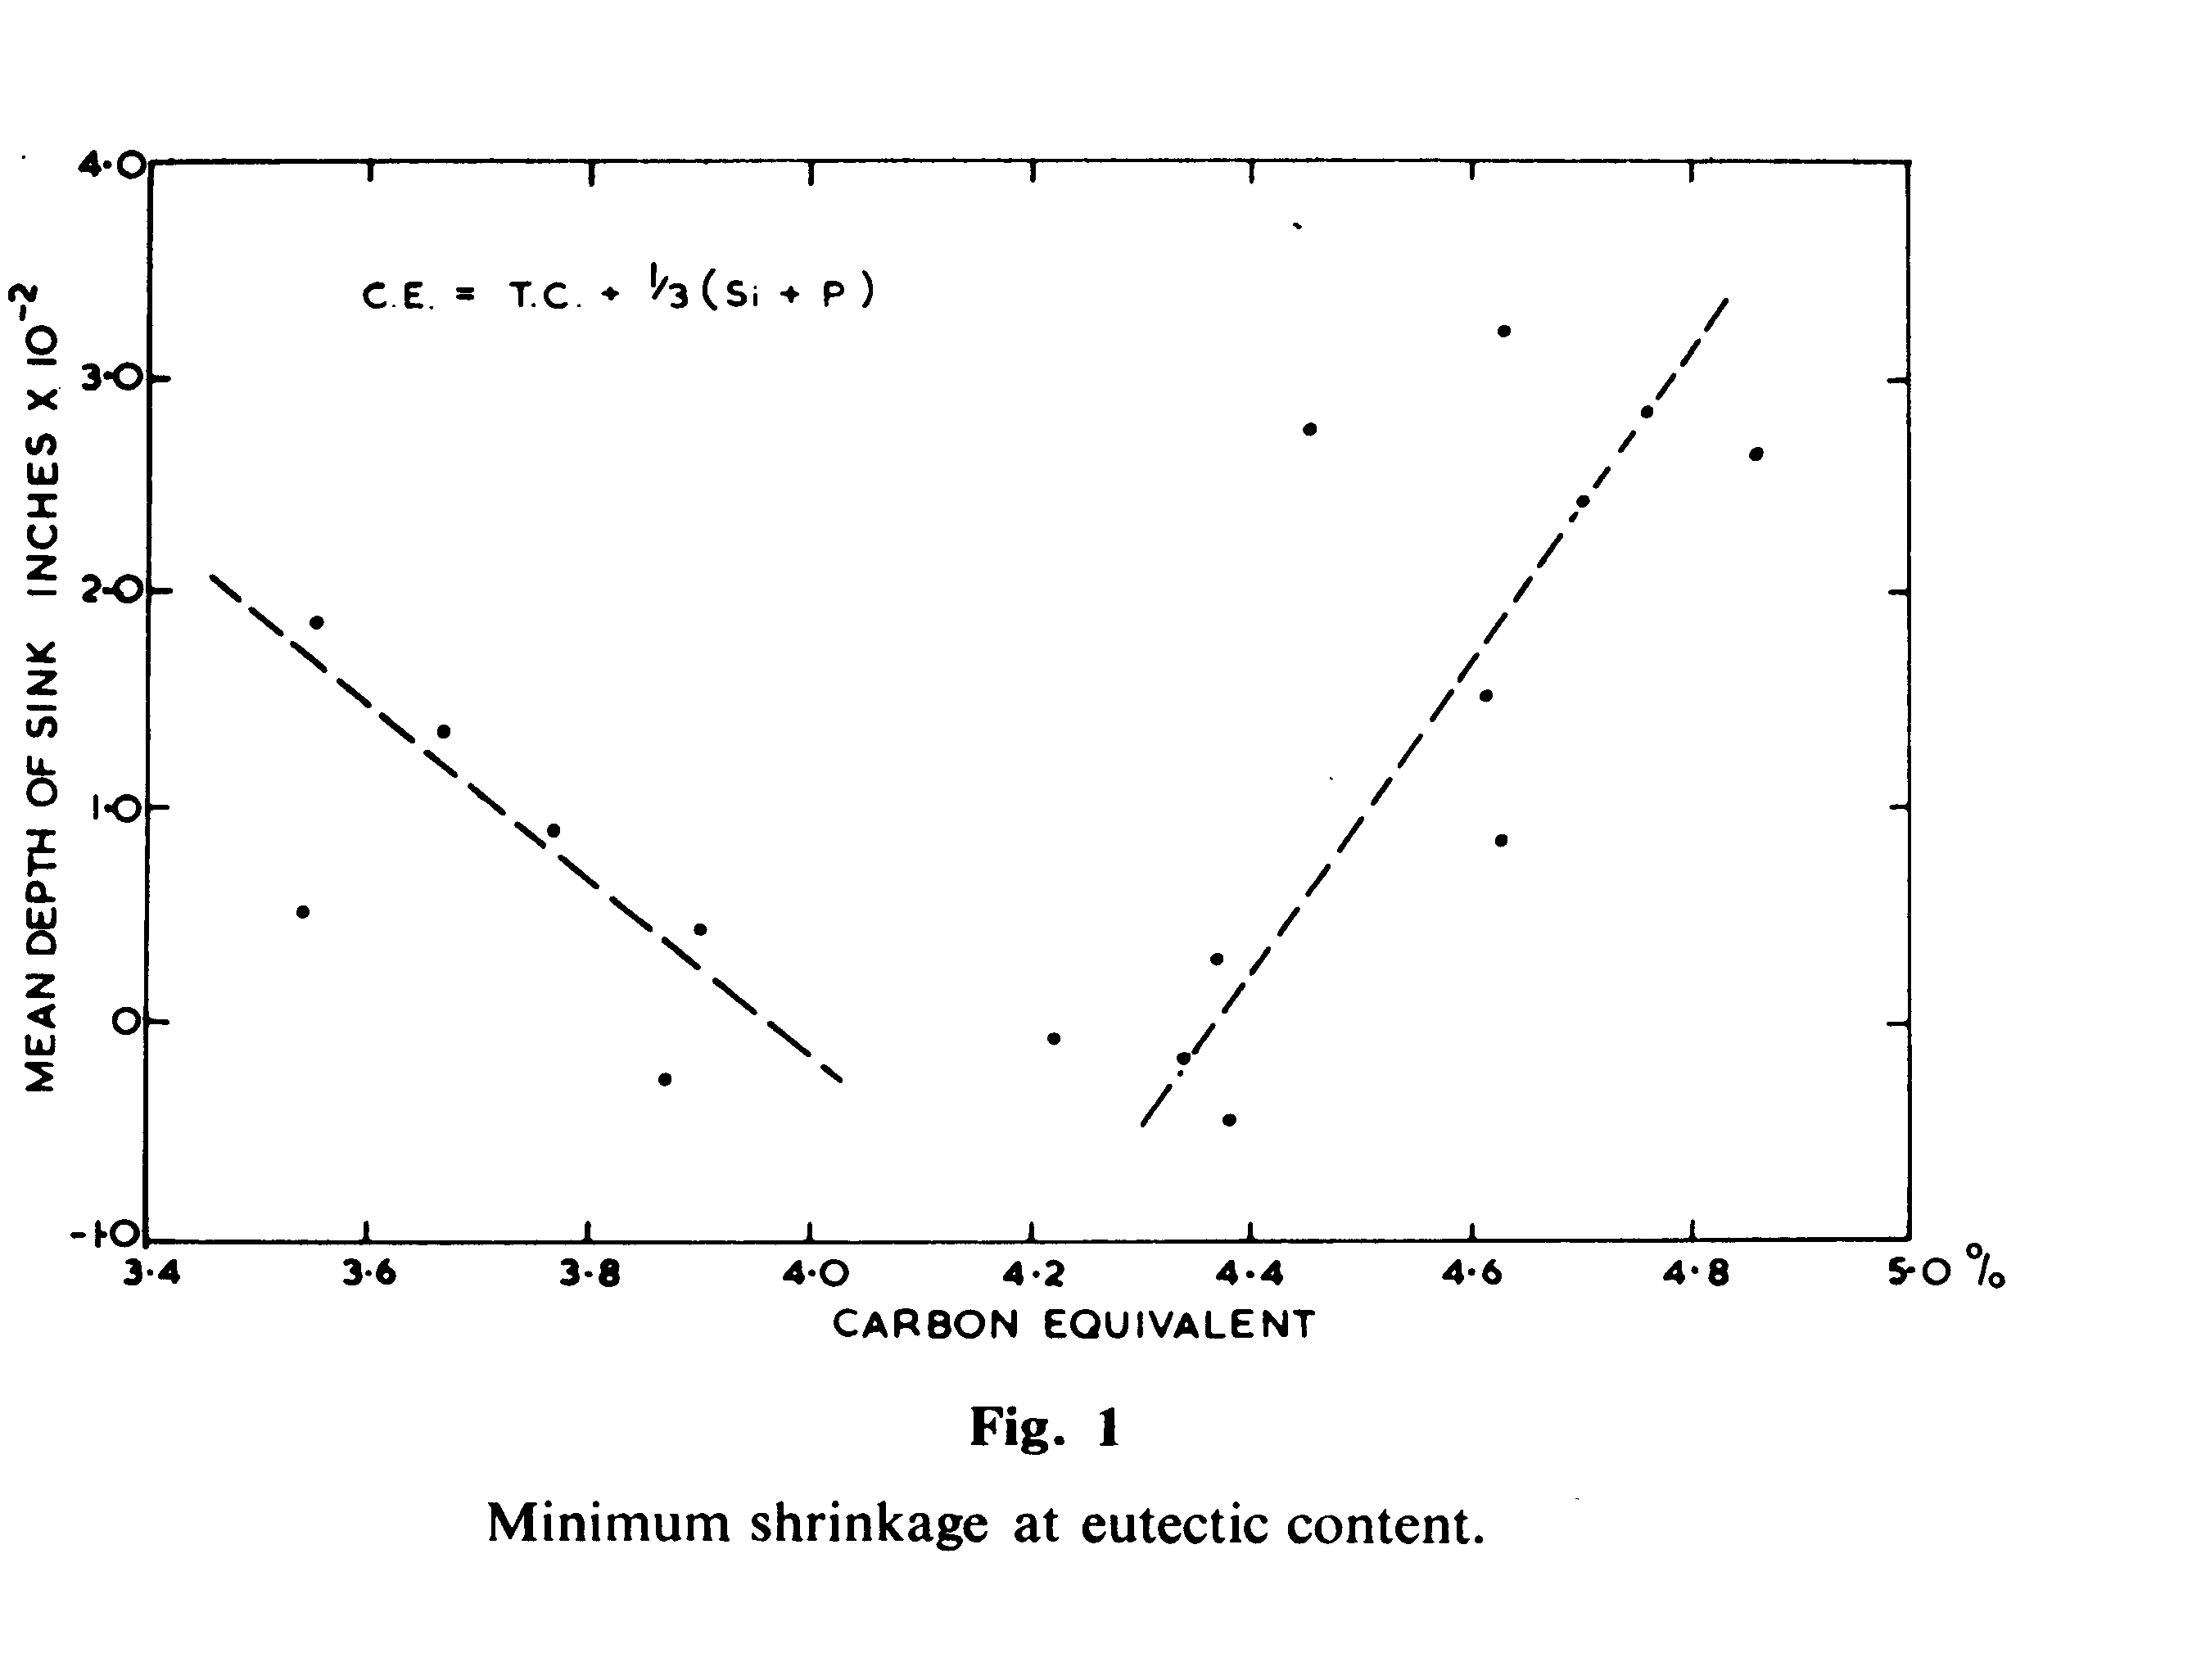 4·0
C.E. = T.C. + 1/3 (Si + P)
3·0
2·0
1·0
0
-1·0
MEAN DEPTH OF SINK INCHES X 10⁻²
3·4 3·6 3·8 4·0 4·2 4·4 4·6 4·8 5·0 %
CARBON EQUIVALENT
Fig. 1
Minimum shrinkage at eutectic content.